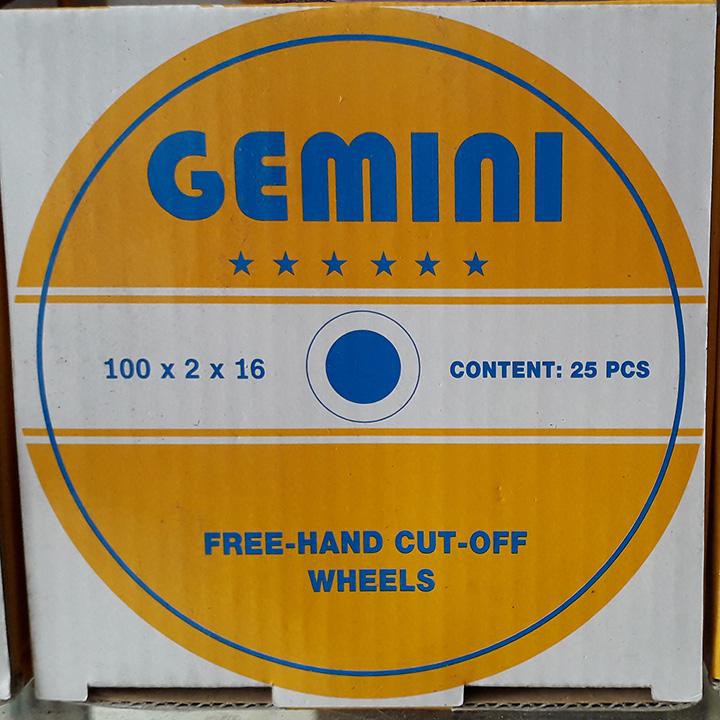 GEMINI
100 x 2 x 16
CONTENT: 25 PCS
FREE-HAND CUT-OFF
WHEELS